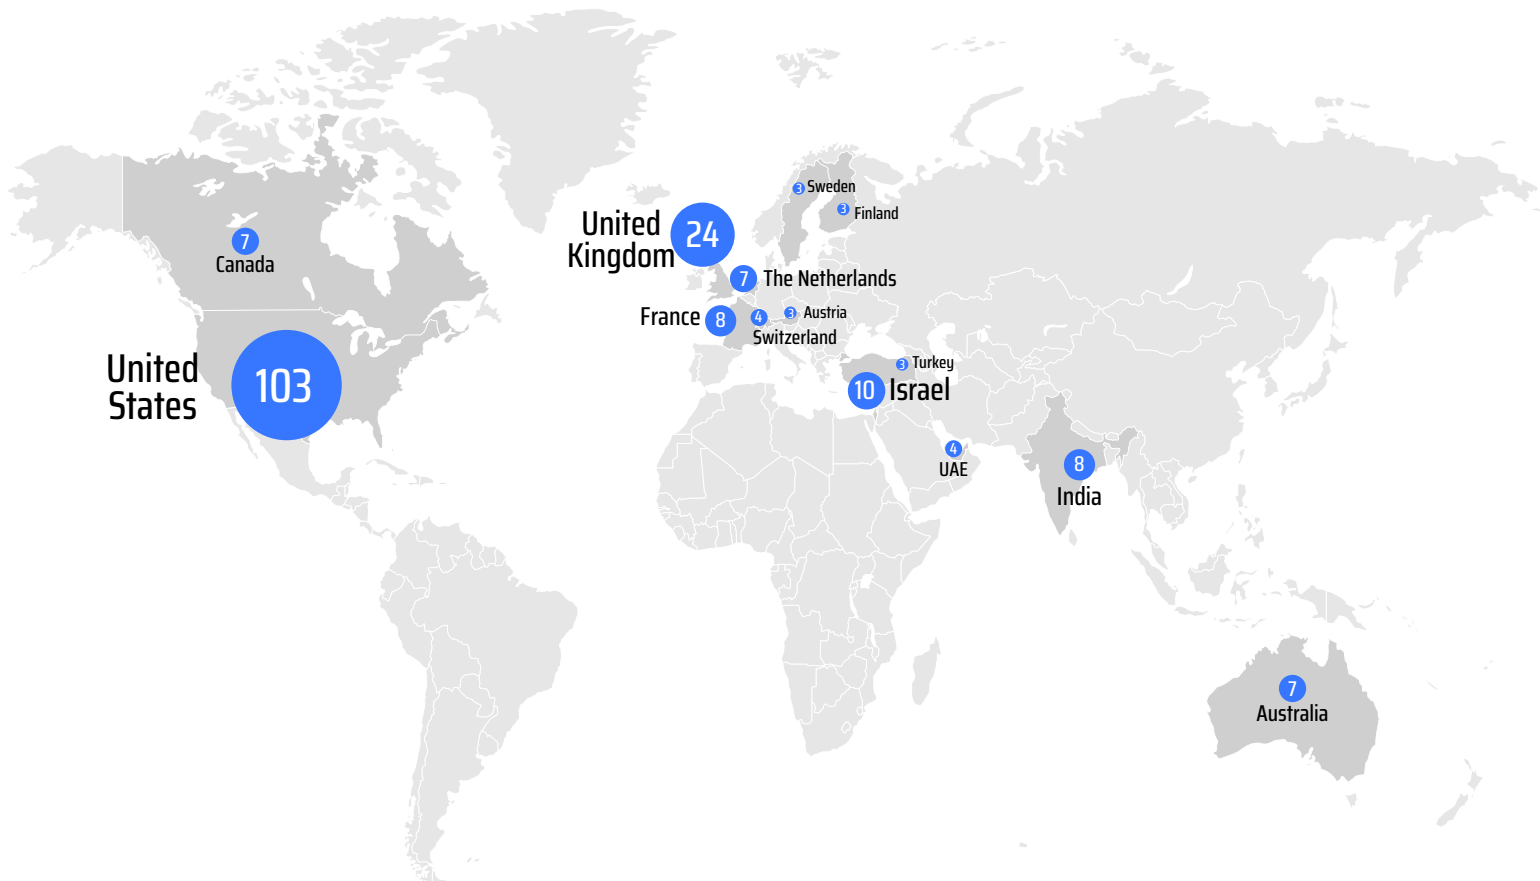 3 Sweden
3 Finland
United
Kingdom
24
7
Canada
7 The Netherlands
France 8
4
3 Austria
Switzerland
United
States
103
3 Turkey
10 Israel
4
UAE
8
India
7
Australia